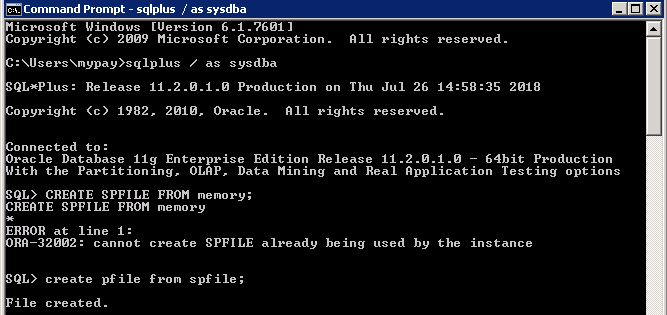 Command Prompt - sqlplus / as sysdba
Microsoft Windows [Version 6.1.7601]
Copyright (c) 2009 Microsoft Corporation.  All rights reserved.
C:\Users\mypay>sqlplus / as sysdba
SQL*Plus: Release 11.2.0.1.0 Production on Thu Jul 26 14:58:35 2018
Copyright (c) 1982, 2010, Oracle.  All rights reserved.
Connected to:
Oracle Database 11g Enterprise Edition Release 11.2.0.1.0 - 64bit Production
With the Partitioning, OLAP, Data Mining and Real Application Testing options
SQL> CREATE SPFILE FROM memory;
CREATE SPFILE FROM memory
*
ERROR at line 1:
ORA-32002: cannot create SPFILE already being used by the instance
SQL> create pfile from spfile;
File created.